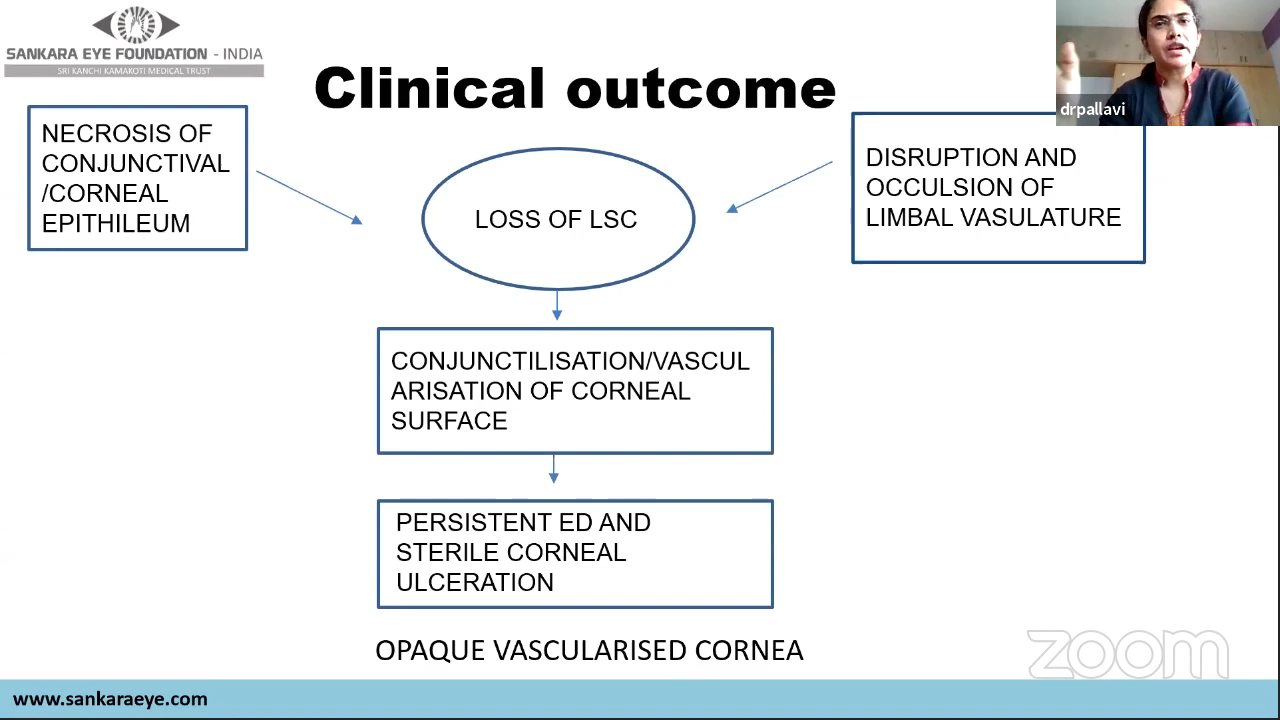 SANKARA EYE FOUNDATION - INDIA
SRI KANCHI KAMAKOTI MEDICAL TRUST
Clinical outcome
drpallavi
NECROSIS OF
CONJUNCTIVAL
/CORNEAL
EPITHILEUM
LOSS OF LSC
DISRUPTION AND
OCCULSION OF
LIMBAL VASULATURE
CONJUNCTILISATION/VASCUL
ARISATION OF CORNEAL
SURFACE
PERSISTENT ED AND
STERILE CORNEAL
ULCERATION
OPAQUE VASCULARISED CORNEA
zoom
www.sankaraeye.com